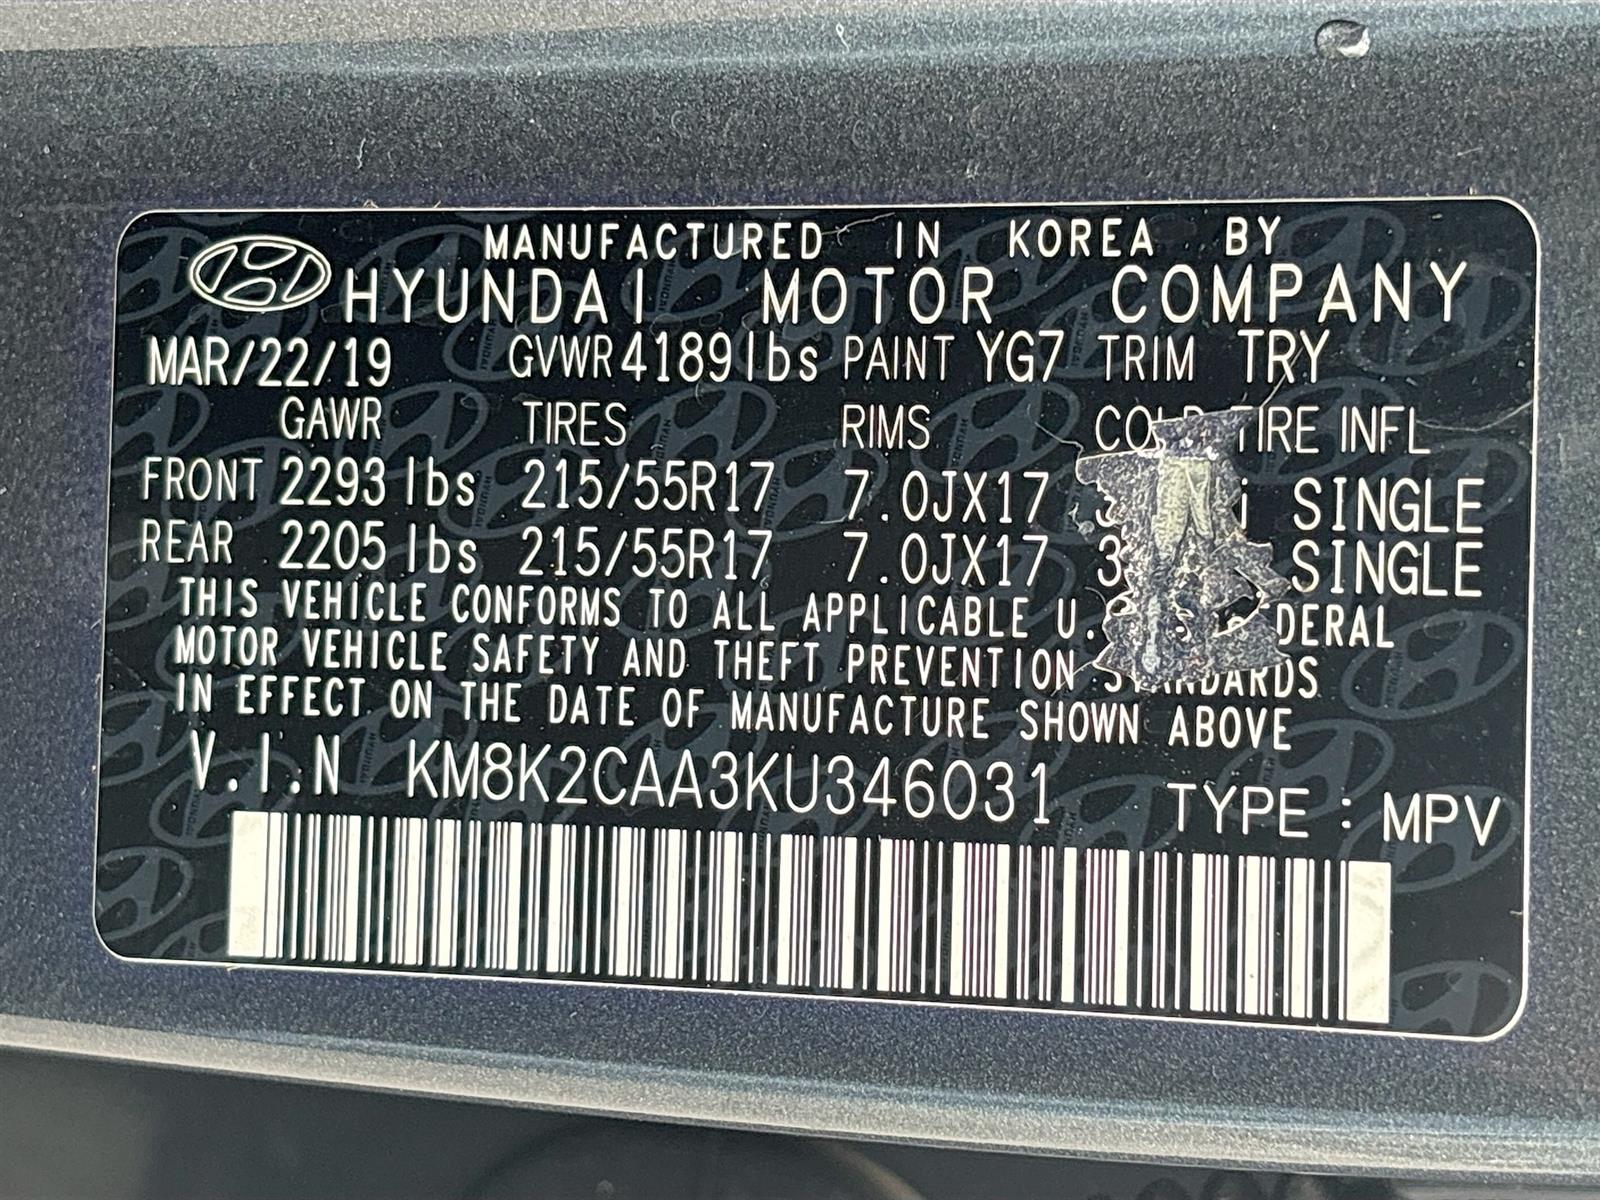 MANUFACTURED IN KOREA BY
HYUNDAI MOTOR COMPANY
MAR/22/19 GVWR 4189 lbs PAINT YG7 TRIM TRY
GAWR TIRES RIMS TIRE INFL
FRONT 2293 lbs 215/55R17 7.0JX17 SINGLE
REAR 2205 lbs 215/55R17 7.0JX17 SINGLE
THIS VEHICLE CONFORMS TO ALL APPLICABLE
MOTOR VEHICLE SAFETY AND THEFT PREVENTION STANDARDS
IN EFFECT ON THE DATE OF MANUFACTURE SHOWN ABOVE
V.I.N KM8K2CAA3KU346031 TYPE : MPV